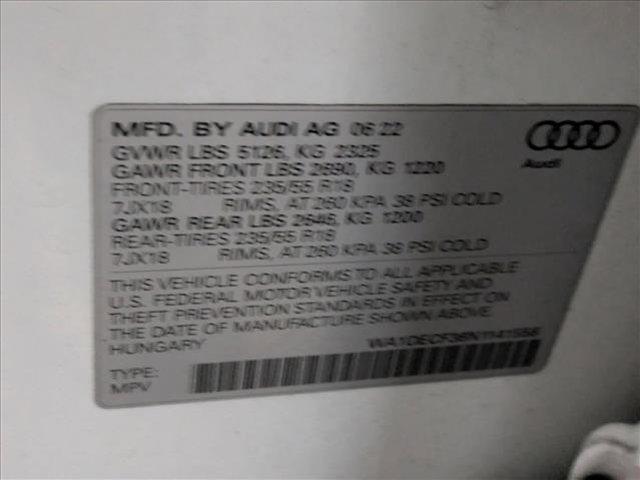 MFD. BY AUDI AG 06 22
GVWR LBS 5126, KG 2325
GAWR FRONT LBS 2690, KG 1220
FRONT-TIRES 235/55 R18
7JX18 RIMS, AT 260 KPA 38 PSI COLD
GAWR REAR LBS 2646, KG 1200
REAR-TIRES 235/55 R18
7JX18 RIMS, AT 260 KPA 38 PSI COLD
Audi
THIS VEHICLE CONFORMS TO ALL APPLICABLE
U.S. FEDERAL MOTOR VEHICLE SAFETY AND
THEFT PREVENTION STANDARDS IN EFFECT ON
THE DATE OF MANUFACTURE SHOWN ABOVE.
HUNGARY
TYPE:
MPV